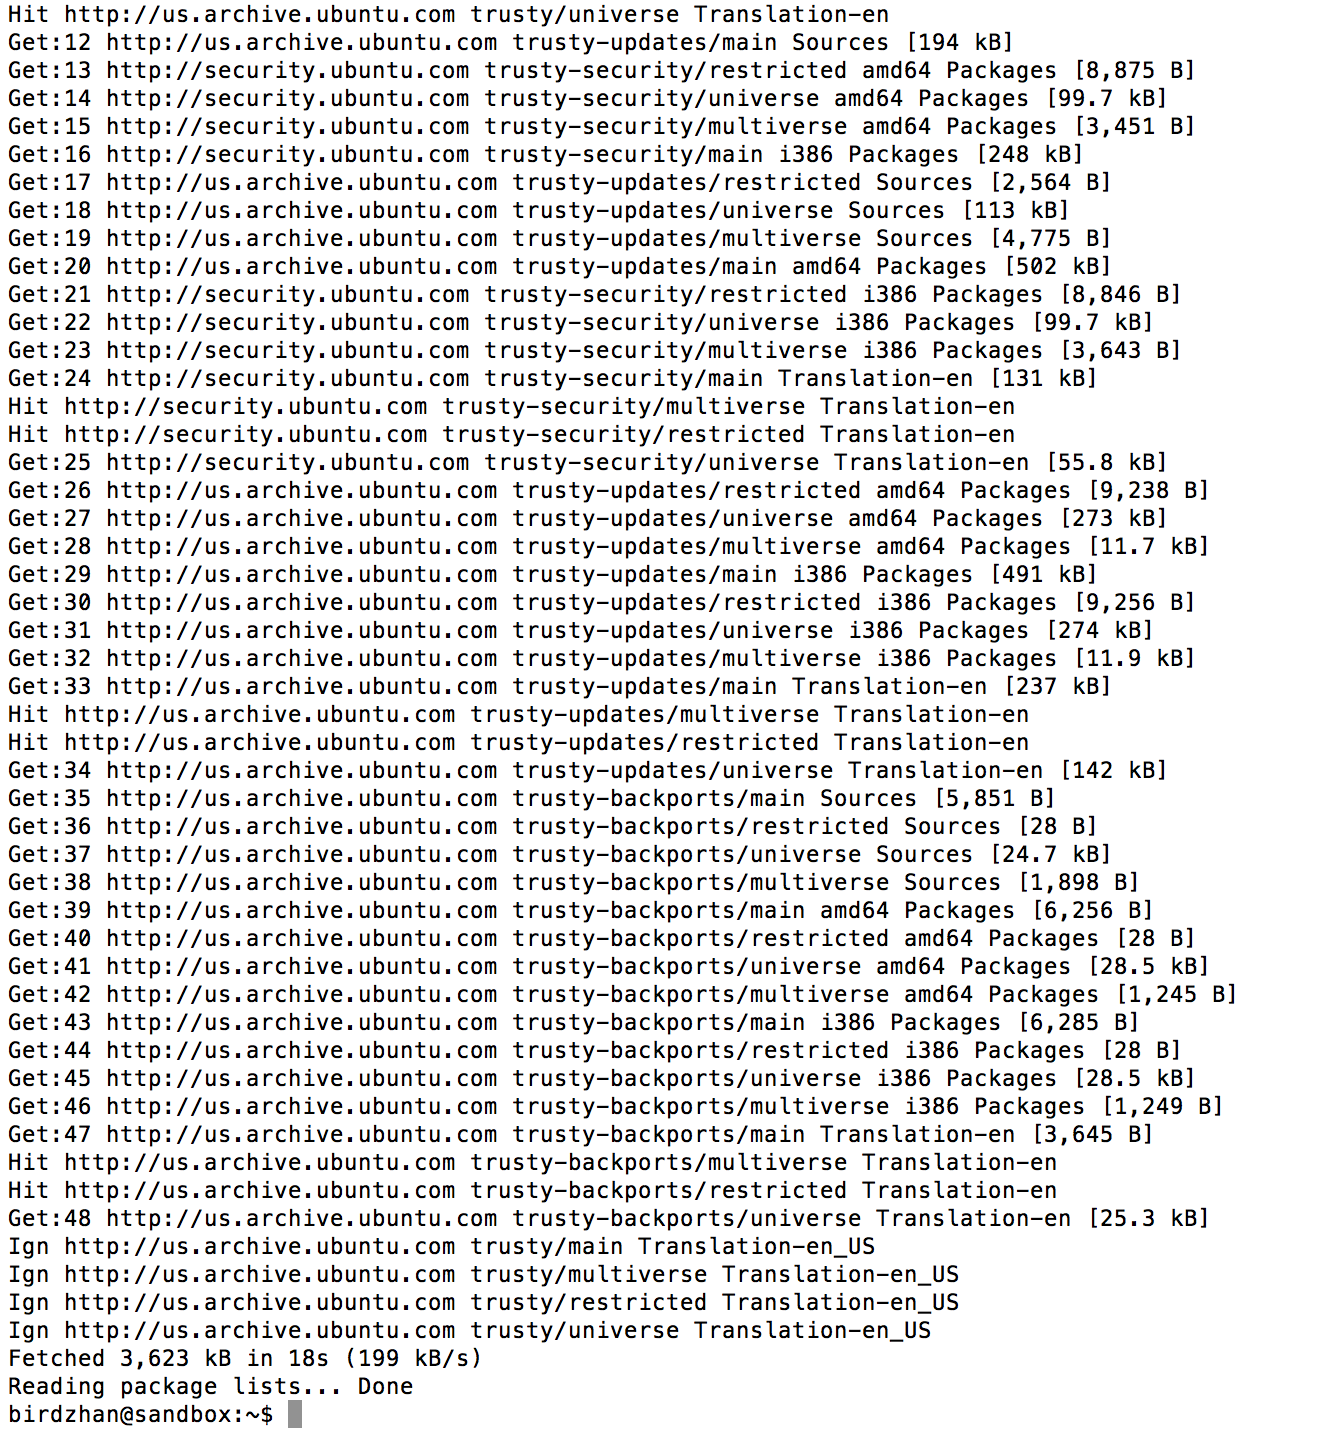 Hit http://us.archive.ubuntu.com trusty/universe Translation-en
Get:12 http://us.archive.ubuntu.com trusty-updates/main Sources [194 kB]
Get:13 http://security.ubuntu.com trusty-security/restricted amd64 Packages [8,875 B]
Get:14 http://security.ubuntu.com trusty-security/universe amd64 Packages [99.7 kB]
Get:15 http://security.ubuntu.com trusty-security/multiverse amd64 Packages [3,451 B]
Get:16 http://security.ubuntu.com trusty-security/main i386 Packages [248 kB]
Get:17 http://us.archive.ubuntu.com trusty-updates/restricted Sources [2,564 B]
Get:18 http://us.archive.ubuntu.com trusty-updates/universe Sources [113 kB]
Get:19 http://us.archive.ubuntu.com trusty-updates/multiverse Sources [4,775 B]
Get:20 http://us.archive.ubuntu.com trusty-updates/main amd64 Packages [502 kB]
Get:21 http://security.ubuntu.com trusty-security/restricted i386 Packages [8,846 B]
Get:22 http://security.ubuntu.com trusty-security/universe i386 Packages [99.7 kB]
Get:23 http://security.ubuntu.com trusty-security/multiverse i386 Packages [3,643 B]
Get:24 http://security.ubuntu.com trusty-security/main Translation-en [131 kB]
Hit http://security.ubuntu.com trusty-security/multiverse Translation-en
Hit http://security.ubuntu.com trusty-security/restricted Translation-en
Get:25 http://security.ubuntu.com trusty-security/universe Translation-en [55.8 kB]
Get:26 http://us.archive.ubuntu.com trusty-updates/restricted amd64 Packages [9,238 B]
Get:27 http://us.archive.ubuntu.com trusty-updates/universe amd64 Packages [273 kB]
Get:28 http://us.archive.ubuntu.com trusty-updates/multiverse amd64 Packages [11.7 kB]
Get:29 http://us.archive.ubuntu.com trusty-updates/main i386 Packages [491 kB]
Get:30 http://us.archive.ubuntu.com trusty-updates/restricted i386 Packages [9,256 B]
Get:31 http://us.archive.ubuntu.com trusty-updates/universe i386 Packages [274 kB]
Get:32 http://us.archive.ubuntu.com trusty-updates/multiverse i386 Packages [11.9 kB]
Get:33 http://us.archive.ubuntu.com trusty-updates/main Translation-en [237 kB]
Hit http://us.archive.ubuntu.com trusty-updates/multiverse Translation-en
Hit http://us.archive.ubuntu.com trusty-updates/restricted Translation-en
Get:34 http://us.archive.ubuntu.com trusty-updates/universe Translation-en [142 kB]
Get:35 http://us.archive.ubuntu.com trusty-backports/main Sources [5,851 B]
Get:36 http://us.archive.ubuntu.com trusty-backports/restricted Sources [28 B]
Get:37 http://us.archive.ubuntu.com trusty-backports/universe Sources [24.7 kB]
Get:38 http://us.archive.ubuntu.com trusty-backports/multiverse Sources [1,898 B]
Get:39 http://us.archive.ubuntu.com trusty-backports/main amd64 Packages [6,256 B]
Get:40 http://us.archive.ubuntu.com trusty-backports/restricted amd64 Packages [28 B]
Get:41 http://us.archive.ubuntu.com trusty-backports/universe amd64 Packages [28.5 kB]
Get:42 http://us.archive.ubuntu.com trusty-backports/multiverse amd64 Packages [1,245 B]
Get:43 http://us.archive.ubuntu.com trusty-backports/main i386 Packages [6,285 B]
Get:44 http://us.archive.ubuntu.com trusty-backports/restricted i386 Packages [28 B]
Get:45 http://us.archive.ubuntu.com trusty-backports/universe i386 Packages [28.5 kB]
Get:46 http://us.archive.ubuntu.com trusty-backports/multiverse i386 Packages [1,249 B]
Get:47 http://us.archive.ubuntu.com trusty-backports/main Translation-en [3,645 B]
Hit http://us.archive.ubuntu.com trusty-backports/multiverse Translation-en
Hit http://us.archive.ubuntu.com trusty-backports/restricted Translation-en
Get:48 http://us.archive.ubuntu.com trusty-backports/universe Translation-en [25.3 kB]
Ign http://us.archive.ubuntu.com trusty/main Translation-en_US
Ign http://us.archive.ubuntu.com trusty/multiverse Translation-en_US
Ign http://us.archive.ubuntu.com trusty/restricted Translation-en_US
Ign http://us.archive.ubuntu.com trusty/universe Translation-en_US
Fetched 3,623 kB in 18s (199 kB/s)
Reading package lists... Done
birdzhan@sandbox:~$